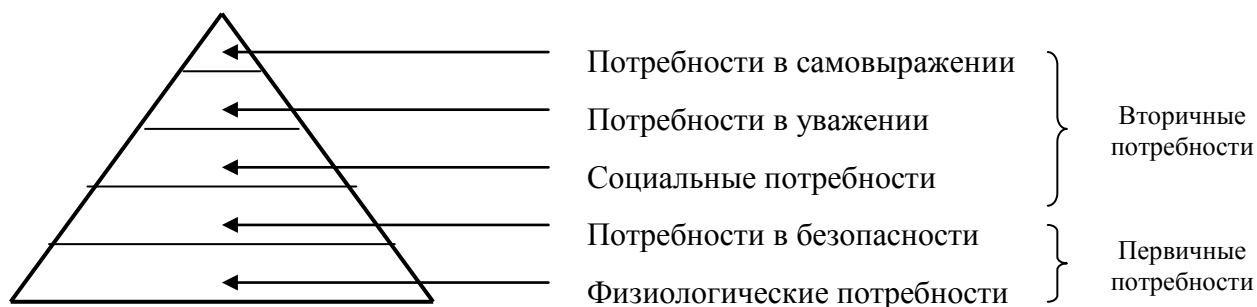 Потребности в самовыражении
Потребности в уважении
Социальные потребности
Потребности в безопасности
Физиологические потребности
Вторичные
потребности
Первичные
потребности